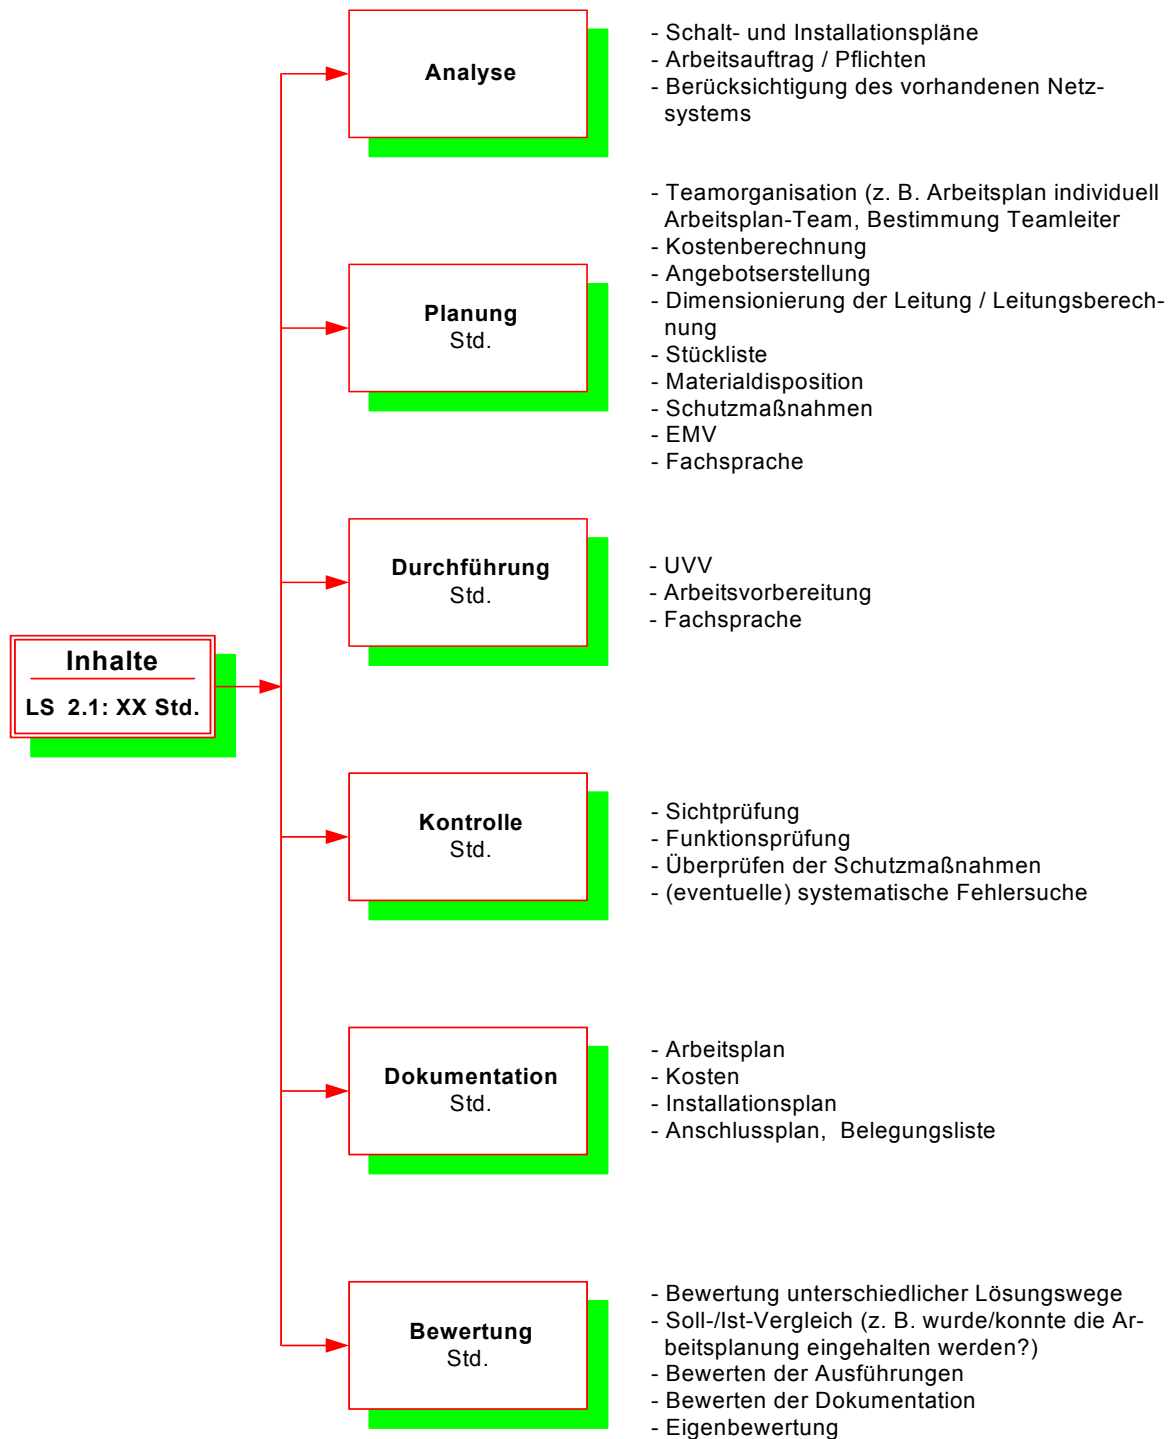 Analyse
- Schalt- und Installationspläne
- Arbeitsauftrag / Pflichten
- Berücksichtigung des vorhandenen Netz-
systems
Planung
Std.
- Teamorganisation (z. B. Arbeitsplan individuell
Arbeitsplan-Team, Bestimmung Teamleiter
- Kostenberechnung
- Angebotserstellung
- Dimensionierung der Leitung / Leitungsberech-
nung
- Stückliste
- Materialdisposition
- Schutzmaßnahmen
- EMV
- Fachsprache
Durchführung
Std.
- UVV
- Arbeitsvorbereitung
- Fachsprache
Inhalte
LS 2.1: XX Std.
Kontrolle
Std.
- Sichtprüfung
- Funktionsprüfung
- Überprüfen der Schutzmaßnahmen
- (eventuelle) systematische Fehlersuche
Dokumentation
Std.
- Arbeitsplan
- Kosten
- Installationsplan
- Anschlussplan, Belegungsliste
Bewertung
Std.
- Bewertung unterschiedlicher Lösungswege
- Soll-/Ist-Vergleich (z. B. wurde/konnte die Ar-
beitsplanung eingehalten werden?)
- Bewerten der Ausführungen
- Bewerten der Dokumentation
- Eigenbewertung